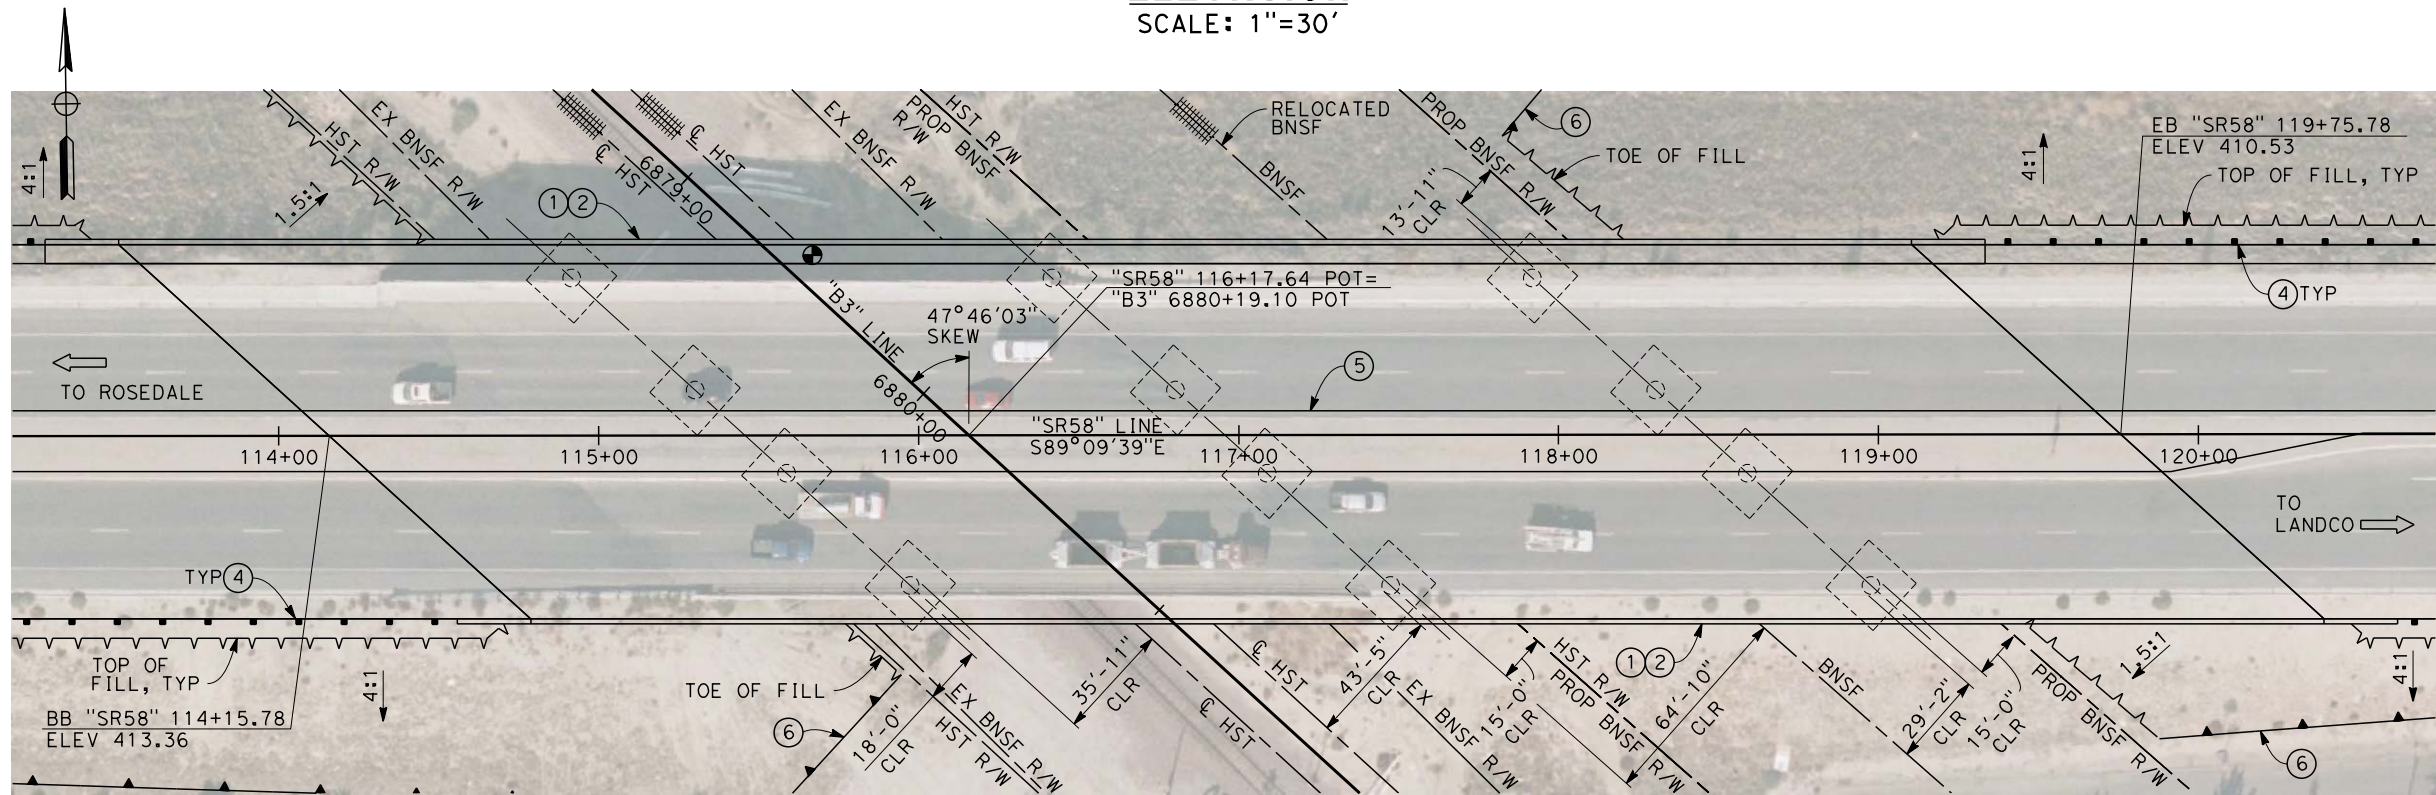 SCALE: 1"=30'
EX BNSF R/W
HST R/W
℄ HST
℄ HST
6879+00
EX BNSF R/W
HST R/W
PROP BNSF
R/W
RELOCATED
BNSF
BNSF
PROP BNSF R/W
6
TOE OF FILL
EB "SR58" 119+75.78
ELEV 410.53
TOP OF FILL, TYP
4:1
4:1
1.5:1
1 2
13'-11"
CLR
4 TYP
"SR58" 116+17.64 POT=
"B3" 6880+19.10 POT
"B3" LINE
47°46'03"
SKEW
5
TO ROSEDALE
6880+00
"SR58" LINE
S89°09'39"E
114+00
115+00
116+00
117+00
118+00
119+00
120+00
TO
LANDCO
TYP 4
TOP OF
FILL, TYP
4:1
BB "SR58" 114+15.78
ELEV 413.36
TOE OF FILL
6
18'-0"
CLR
EX BNSF R/W
HST R/W
35'-11"
CLR
℄ HST
℄ HST
43'-5"
CLR
EX BNSF R/W
15'-0"
CLR
HST R/W
PROP BNSF R/W
1 2
64'-10"
CLR
BNSF
29'-2"
CLR
15'-0"
CLR
PROP BNSF R/W
1.5:1
4:1
6